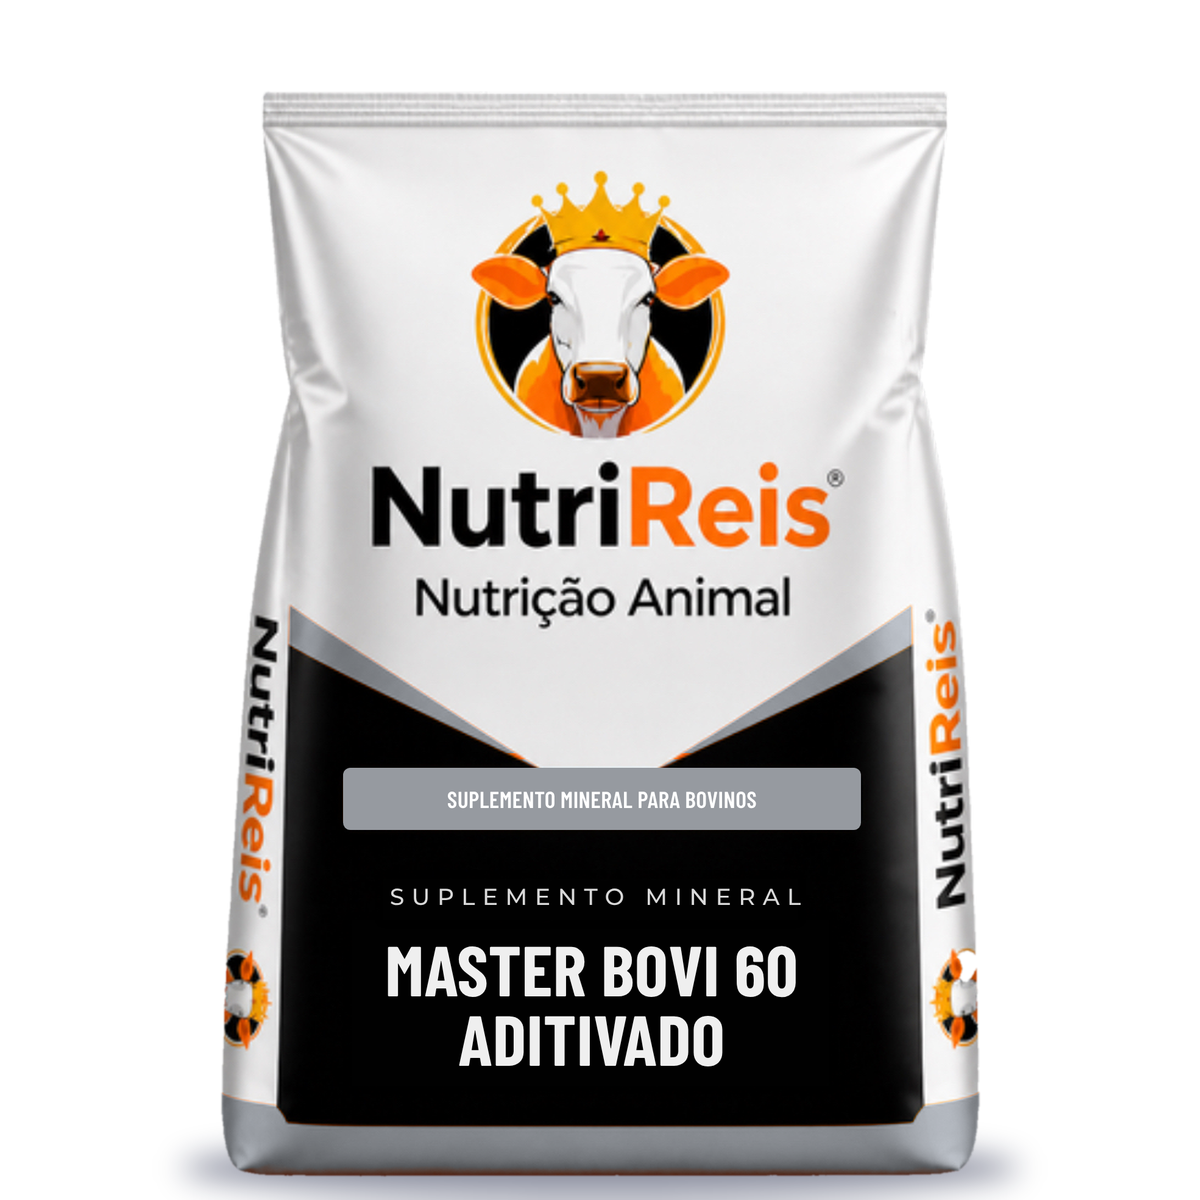 NutriReis®
Nutrição Animal
NutriReis®
NutriReis®
SUPLEMENTO MINERAL PARA BOVINOS
SUPLEMENTO MINERAL
MASTER BOVI 60
ADITIVADO